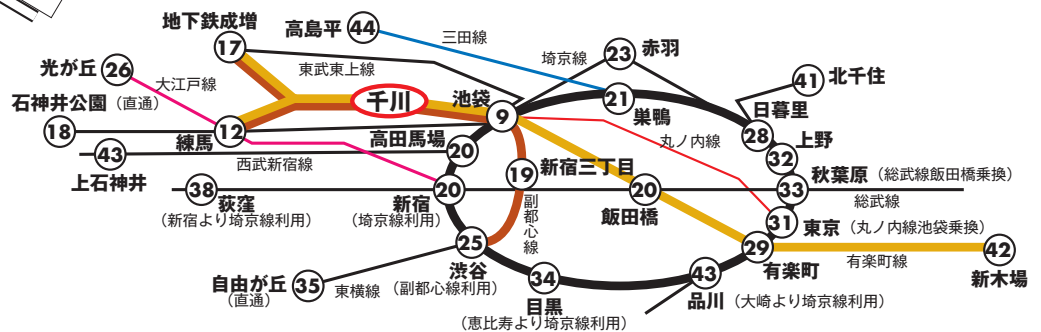 地下鉄成増
17
高島平
44
三田線
埼京線
23
赤羽
光が丘
26
大江戸線
東武東上線
41
北千住
石神井公園（直通）
18
千川
池袋
9
21
巣鴨
日暮里
28
12
練馬
高田馬場
20
丸ノ内線
上野
32
43
上石神井
西武新宿線
19
新宿三丁目
38
荻窪
（新宿より埼京線利用）
20
新宿
（埼京線利用）
副都心線
20
飯田橋
33
秋葉原（総武線飯田橋乗換）
総武線
31
東京（丸ノ内線池袋乗換）
25
渋谷
（副都心線利用）
29
有楽町
有楽町線
42
新木場
自由が丘
（直通）
35
東横線
34
目黒
（恵比寿より埼京線利用）
43
品川（大崎より埼京線利用）